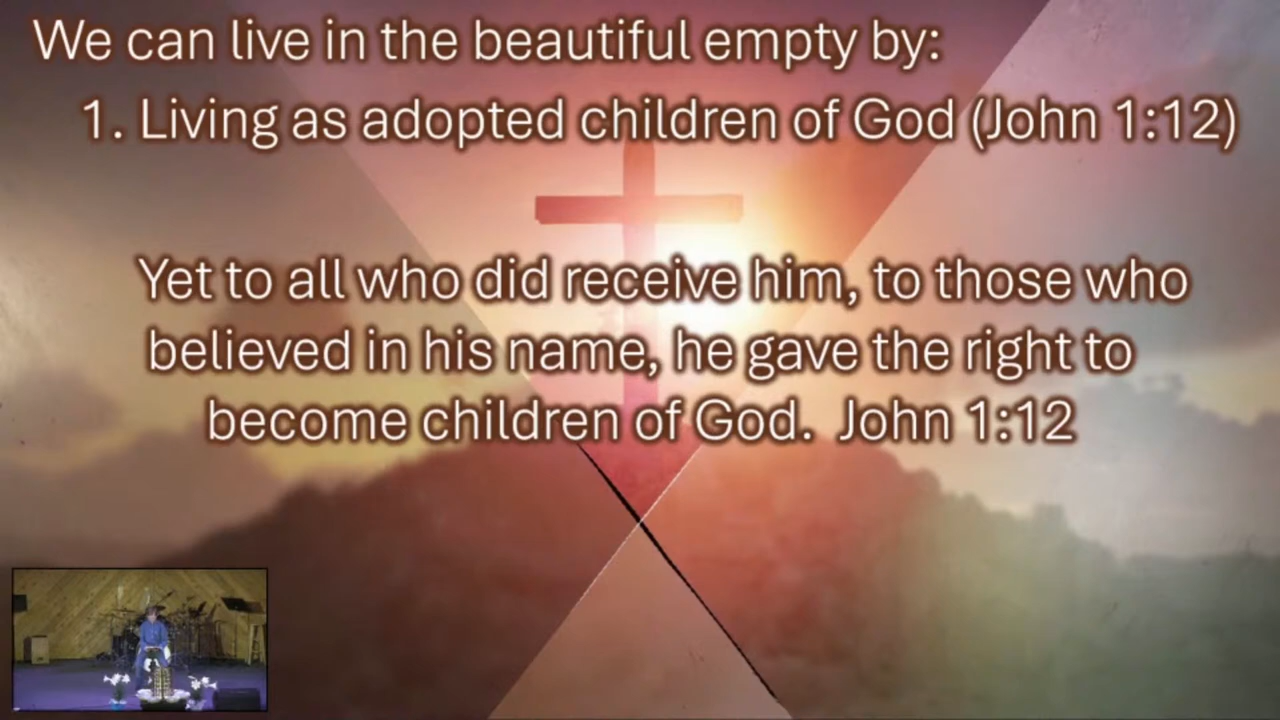 We can live in the beautiful empty by:
1. Living as adopted children of God (John 1:12)
Yet to all who did receive him, to those who
believed in his name, he gave the right to
become children of God.  John 1:12